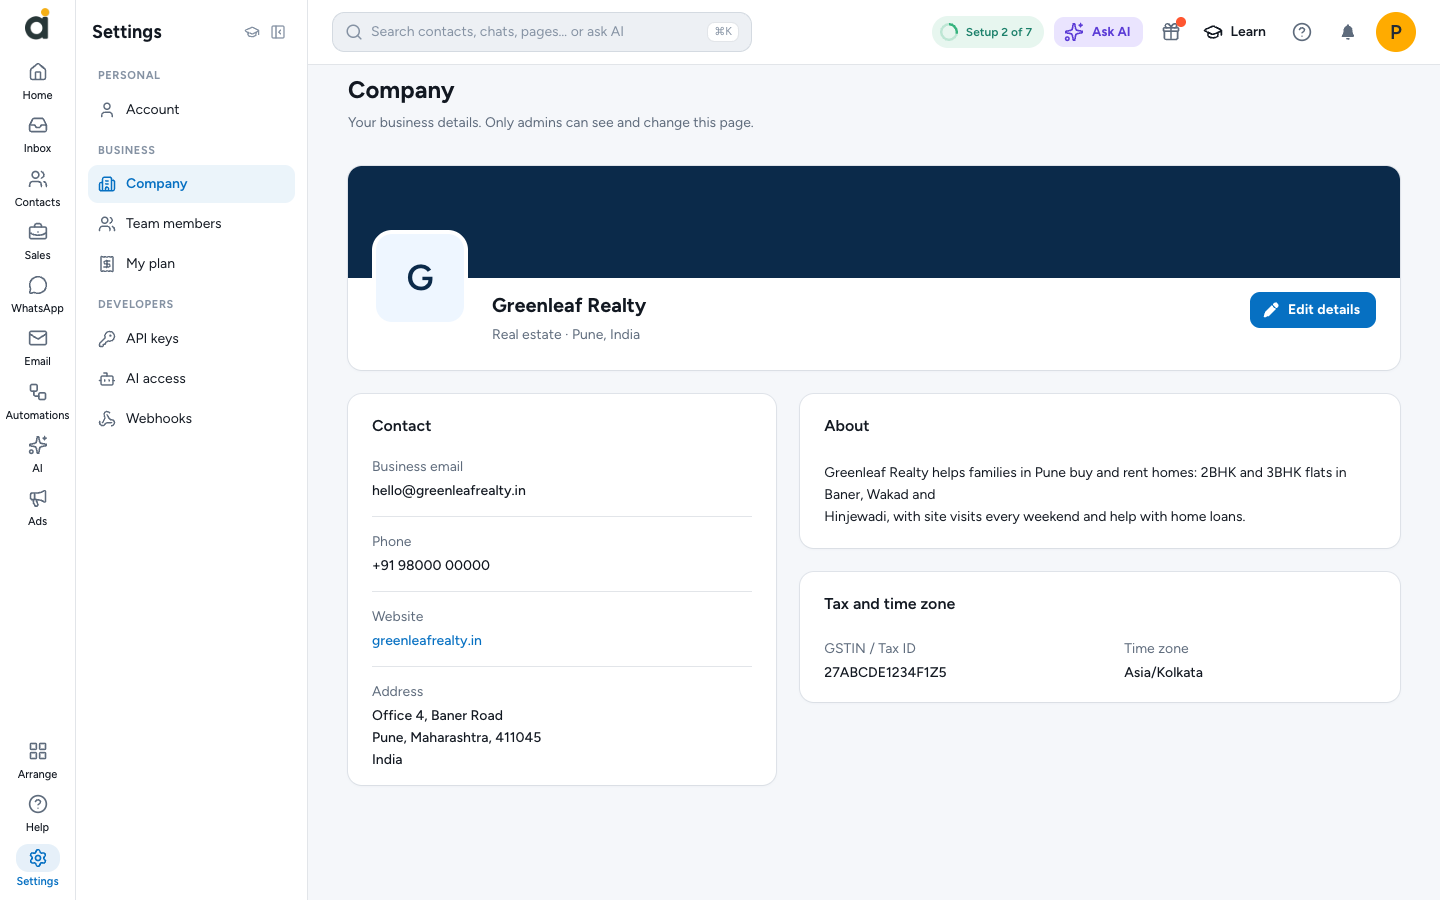 Settings
Search contacts, chats, pages... or ask AI
⌘K
Setup 2 of 7
Ask AI
Learn
P
Home
Inbox
Contacts
Sales
WhatsApp
Email
Automations
AI
Ads
Arrange
Help
Settings
PERSONAL
Account
BUSINESS
Company
Team members
My plan
DEVELOPERS
API keys
AI access
Webhooks
Company
Your business details. Only admins can see and change this page.
G
Greenleaf Realty
Real estate · Pune, India
Edit details
Contact
Business email
hello@greenleafrealty.in
Phone
+91 98000 00000
Website
greenleafrealty.in
Address
Office 4, Baner Road
Pune, Maharashtra, 411045
India
About
Greenleaf Realty helps families in Pune buy and rent homes: 2BHK and 3BHK flats in
Baner, Wakad and
Hinjewadi, with site visits every weekend and help with home loans.
Tax and time zone
GSTIN / Tax ID
27ABCDE1234F1Z5
Time zone
Asia/Kolkata